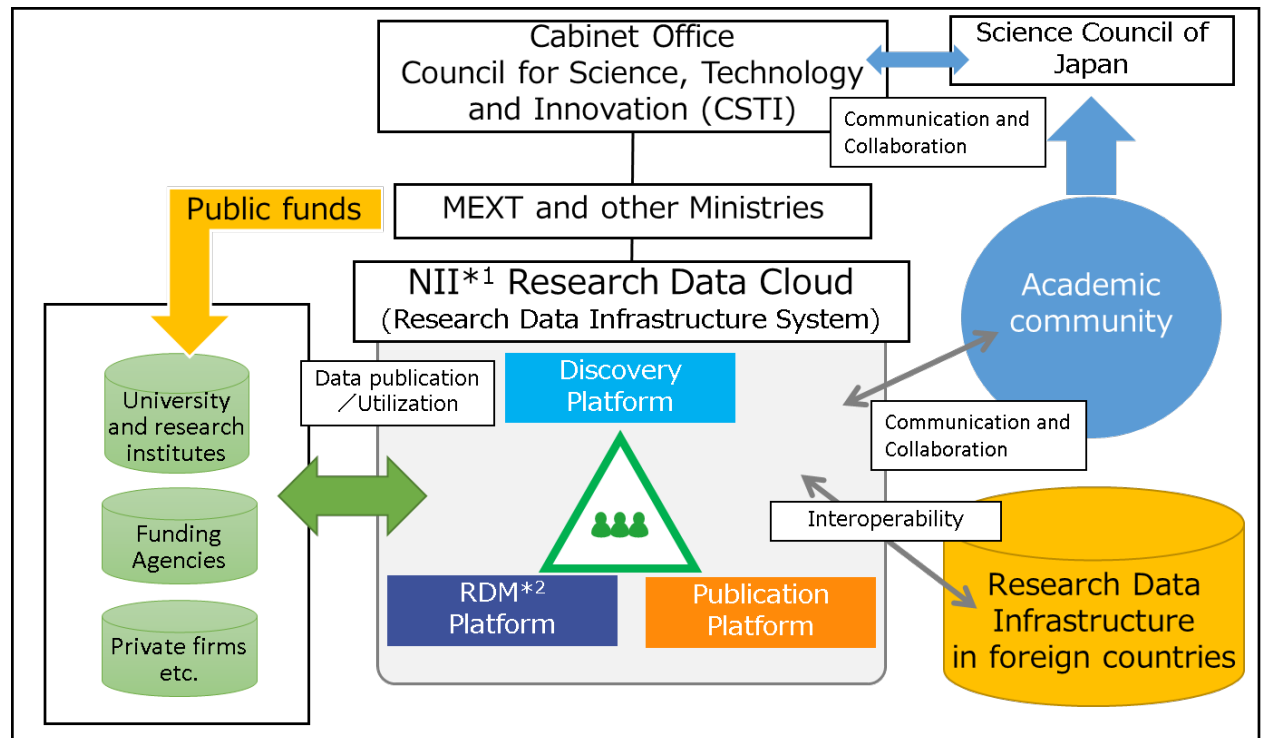 Cabinet Office
Council for Science, Technology
and Innovation (CSTI)
Science Council of
Japan
Communication and
Collaboration
Public funds
MEXT and other Ministries
NII*1 Research Data Cloud
(Research Data Infrastructure System)
Academic
community
Data publication
／Utilization
Discovery
Platform
University
and research
institutes
Communication and
Collaboration
Funding
Agencies
Interoperability
RDM*2
Platform
Publication
Platform
Research Data
Infrastructure
in foreign countries
Private firms
etc.